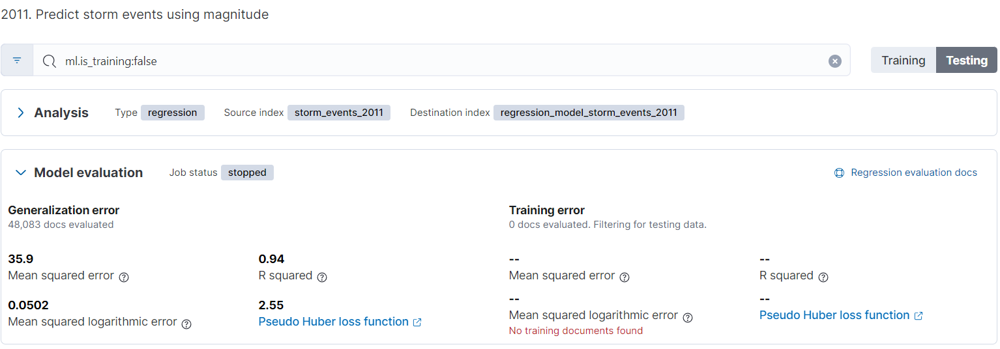 2011. Predict storm events using magnitude
ml.is_training:false
Training Testing
Analysis Type regression Source index storm_events_2011 Destination index regression_model_storm_events_2011
Model evaluation Job status stopped Regression evaluation docs
Generalization error
48,083 docs evaluated
35.9
Mean squared error
0.94
R squared
0.0502
Mean squared logarithmic error
2.55
Pseudo Huber loss function
Training error
0 docs evaluated. Filtering for testing data.
--
Mean squared error
--
R squared
--
Mean squared logarithmic error
No training documents found
--
Pseudo Huber loss function